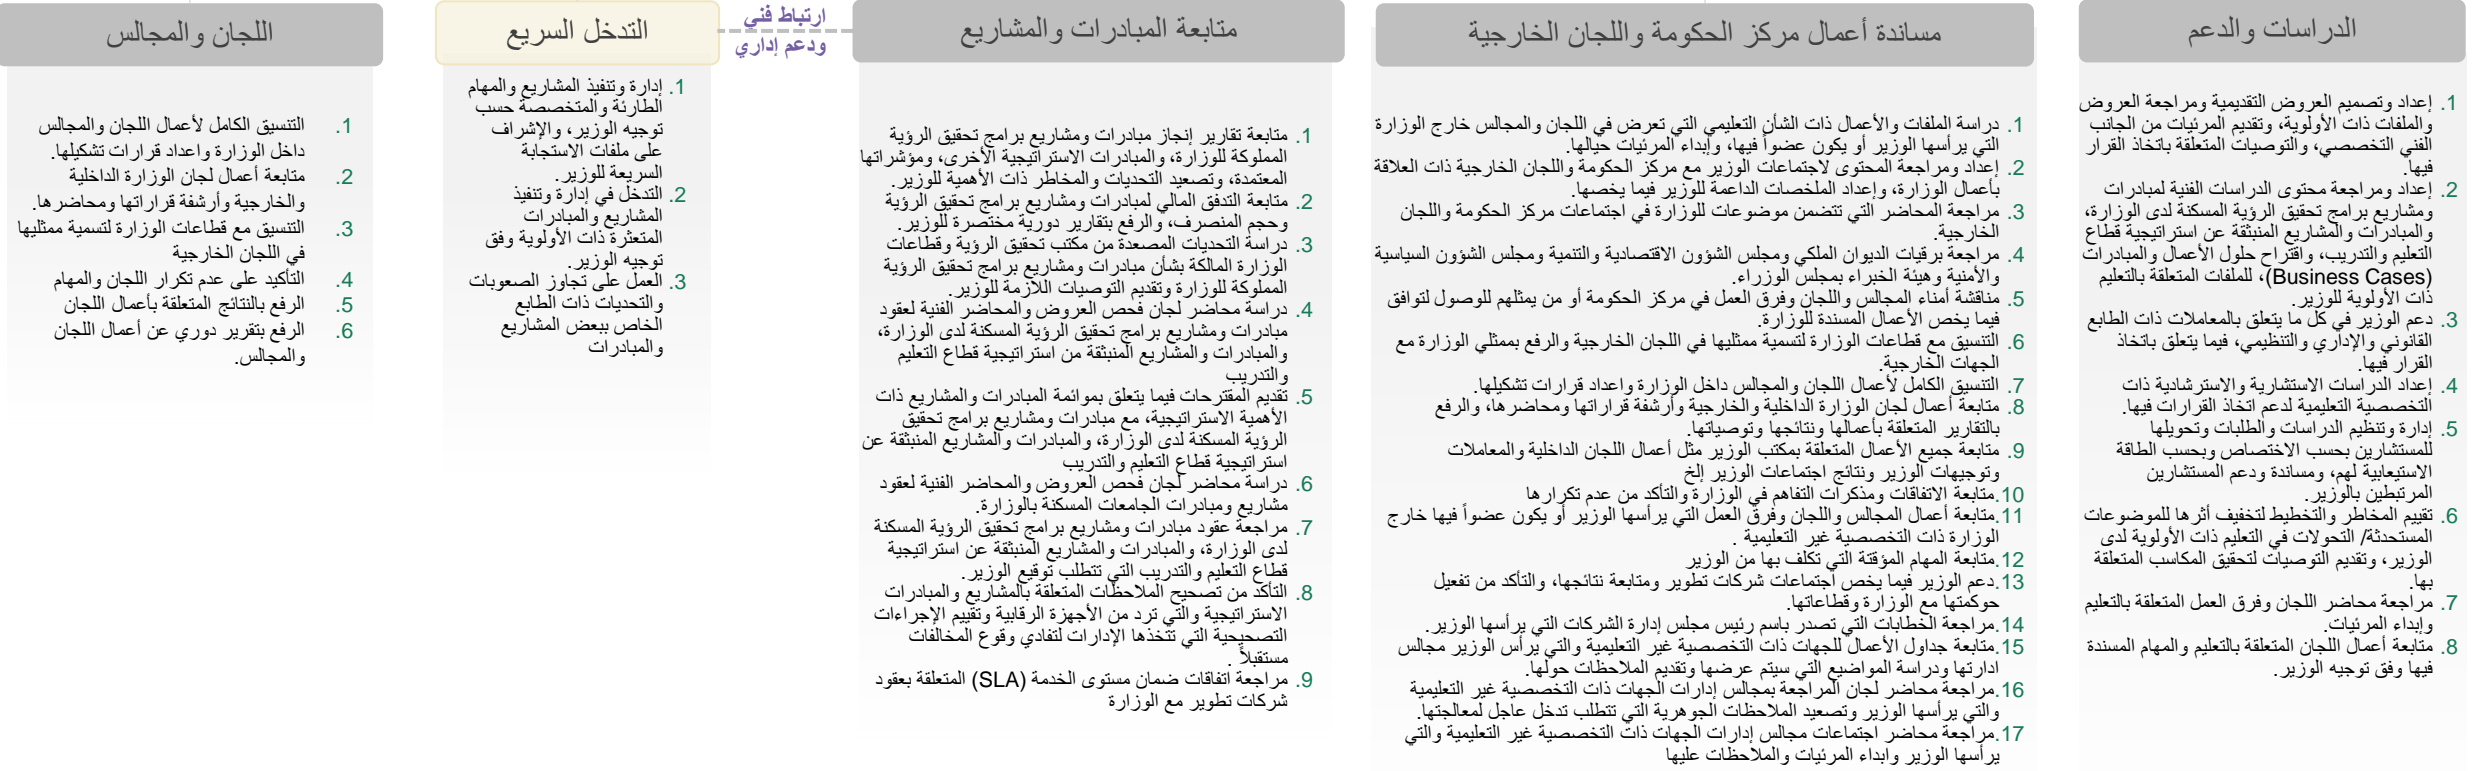 الدراسات والدعم
1. إعداد وتصميم العروض التقديمية ومراجعة العروض
والملفات ذات الأولوية، وتقديم المرئيات من الجانب
الفني التخصصي، والتوصيات المتعلقة باتخاذ القرار
فيها.
2. إعداد ومراجعة محتوى الدراسات الفنية لمبادرات
ومشاريع برامج تحقيق الرؤية المسكنة لدى الوزارة،
والمبادرات والمشاريع المنبثقة عن استراتيجية قطاع
التعليم والتدريب، واقتراح حلول الأعمال والمبادرات
(Business Cases)، للملفات المتعلقة بالتعليم
ذات الأولوية للوزير.
3. دعم الوزير في كل ما يتعلق بالمعاملات ذات الطابع
القانوني والإداري والتنظيمي، فيما يتعلق باتخاذ
القرار فيها.
4. إعداد الدراسات الاستشارية والاسترشادية ذات
التخصصية التعليمية لدعم اتخاذ القرارات فيها.
5. إدارة وتنظيم الدراسات والطلبات وتحويلها
للمستشارين بحسب الاختصاص وبحسب الطاقة
الاستيعابية لهم، ومساندة ودعم المستشارين
المرتبطين بالوزير.
6. تقييم المخاطر والتخطيط لتخفيف أثرها للموضوعات
المستحدثة/ التحولات في التعليم ذات الأولوية لدى
الوزير، وتقديم التوصيات لتحقيق المكاسب المتعلقة
بها.
7. مراجعة محاضر اللجان وفرق العمل المتعلقة بالتعليم
وإبداء المرئيات.
8. متابعة أعمال اللجان المتعلقة بالتعليم والمهام المسندة
فيها وفق توجيه الوزير.
مساندة أعمال مركز الحكومة واللجان الخارجية
1. دراسة الملفات والأعمال ذات الشأن التعليمي التي تعرض في اللجان والمجالس خارج الوزارة
التي يرأسها الوزير أو يكون عضواً فيها، وإبداء المرئيات حيالها.
2. إعداد ومراجعة المحتوى لاجتماعات الوزير مع مركز الحكومة واللجان الخارجية ذات العلاقة
بأعمال الوزارة، وإعداد الملخصات الداعمة للوزير فيما يخصها.
3. مراجعة المحاضر التي تتضمن موضوعات للوزارة في اجتماعات مركز الحكومة واللجان
الخارجية.
4. مراجعة برقيات الديوان الملكي ومجلس الشؤون الاقتصادية والتنمية ومجلس الشؤون السياسية
والأمنية وهيئة الخبراء بمجلس الوزراء.
5. مناقشة أمناء المجالس واللجان وفرق العمل في مركز الحكومة أو من يمثلهم للوصول لتوافق
فيما يخص الأعمال المسندة للوزارة.
6. التنسيق مع قطاعات الوزارة لتسمية ممثليها في اللجان الخارجية والرفع بممثلي الوزارة مع
الجهات الخارجية.
7. التنسيق الكامل لأعمال اللجان والمجالس داخل الوزارة واعداد قرارات تشكيلها.
8. متابعة أعمال لجان الوزارة الداخلية والخارجية وأرشفة قراراتها ومحاضرها، والرفع
بالتقارير المتعلقة بأعمالها ونتائجها وتوصياتها.
9. متابعة جميع الأعمال المتعلقة بمكتب الوزير مثل أعمال اللجان الداخلية والمعاملات
وتوجيهات الوزير ونتائج اجتماعات الوزير إلخ
10.متابعة الاتفاقات ومذكرات التفاهم في الوزارة والتأكد من عدم تكرارها
11.متابعة أعمال المجالس واللجان وفرق العمل التي يرأسها الوزير أو يكون عضواً فيها خارج
الوزارة ذات التخصصية غير التعليمية .
12.متابعة المهام المؤقتة التي تكلف بها من الوزير
13.دعم الوزير فيما يخص اجتماعات شركات تطوير ومتابعة نتائجها، والتأكد من تفعيل
حوكمتها مع الوزارة وقطاعاتها.
14.مراجعة الخطابات التي تصدر باسم رئيس مجلس إدارة الشركات التي يرأسها الوزير.
15.متابعة جداول الأعمال للجهات ذات التخصصية غير التعليمية والتي يرأس الوزير مجالس
ادارتها ودراسة المواضيع التي سيتم عرضها وتقديم الملاحظات حولها.
16.مراجعة محاضر لجان المراجعة بمجالس إدارات الجهات ذات التخصصية غير التعليمية
والتي يرأسها الوزير وتصعيد الملاحظات الجوهرية التي تتطلب تدخل عاجل لمعالجتها.
17.مراجعة محاضر اجتماعات مجالس إدارات الجهات ذات التخصصية غير التعليمية والتي
يرأسها الوزير وابداء المرئيات والملاحظات عليها
متابعة المبادرات والمشاريع
1. متابعة تقارير إنجاز مبادرات ومشاريع برامج تحقيق الرؤية
المملوكة للوزارة، والمبادرات الاستراتيجية الأخرى، ومؤشراتها
المعتمدة، وتصعيد التحديات والمخاطر ذات الأهمية للوزير.
2. متابعة التدفق المالي لمبادرات ومشاريع برامج تحقيق الرؤية
وحجم المنصرف، والرفع بتقارير دورية مختصرة للوزير.
3. دراسة التحديات المصعدة من مكتب تحقيق الرؤية وقطاعات
الوزارة المالكة بشأن مبادرات ومشاريع برامج تحقيق الرؤية
المملوكة للوزارة وتقديم التوصيات اللازمة للوزير.
4. دراسة محاضر لجان فحص العروض والمحاضر الفنية لعقود
مبادرات ومشاريع برامج تحقيق الرؤية المسكنة لدى الوزارة،
والمبادرات والمشاريع المنبثقة من استراتيجية قطاع التعليم
والتدريب
5. تقديم المقترحات فيما يتعلق بموائمة المبادرات والمشاريع ذات
الأهمية الاستراتيجية، مع مبادرات ومشاريع برامج تحقيق
الرؤية المسكنة لدى الوزارة، والمبادرات والمشاريع المنبثقة عن
استراتيجية قطاع التعليم والتدريب
6. دراسة محاضر لجان فحص العروض والمحاضر الفنية لعقود
مشاريع ومبادرات الجامعات المسكنة بالوزارة.
7. مراجعة عقود مبادرات ومشاريع برامج تحقيق الرؤية المسكنة
لدى الوزارة، والمبادرات والمشاريع المنبثقة عن استراتيجية
قطاع التعليم والتدريب التي تتطلب توقيع الوزير.
8. التأكد من تصحيح الملاحظات المتعلقة بالمشاريع والمبادرات
الاستراتيجية والتي ترد من الأجهزة الرقابية وتقييم الإجراءات
التصحيحية التي تتخذها الإدارات لتفادي وقوع المخالفات
مستقبلاً .
9. مراجعة اتفاقات ضمان مستوى الخدمة (SLA) المتعلقة بعقود
شركات تطوير مع الوزارة
ارتباط فني
ودعم إداري
التدخل السريع
1. إدارة وتنفيذ المشاريع والمهام
الطارئة والمتخصصة حسب
توجيه الوزير، والإشراف
على ملفات الاستجابة
السريعة للوزير.
2. التدخل في إدارة وتنفيذ
المشاريع والمبادرات
المتعثرة ذات الأولوية وفق
توجيه الوزير.
3. العمل على تجاوز الصعوبات
والتحديات ذات الطابع
الخاص ببعض المشاريع
والمبادرات
اللجان والمجالس
1. التنسيق الكامل لأعمال اللجان والمجالس
داخل الوزارة واعداد قرارات تشكيلها.
2. متابعة أعمال لجان الوزارة الداخلية
والخارجية وأرشفة قراراتها ومحاضرها.
3. التنسيق مع قطاعات الوزارة لتسمية ممثليها
في اللجان الخارجية
4. التأكيد على عدم تكرار اللجان والمهام
5. الرفع بالنتائج المتعلقة بأعمال اللجان
6. الرفع بتقرير دوري عن أعمال اللجان
والمجالس.